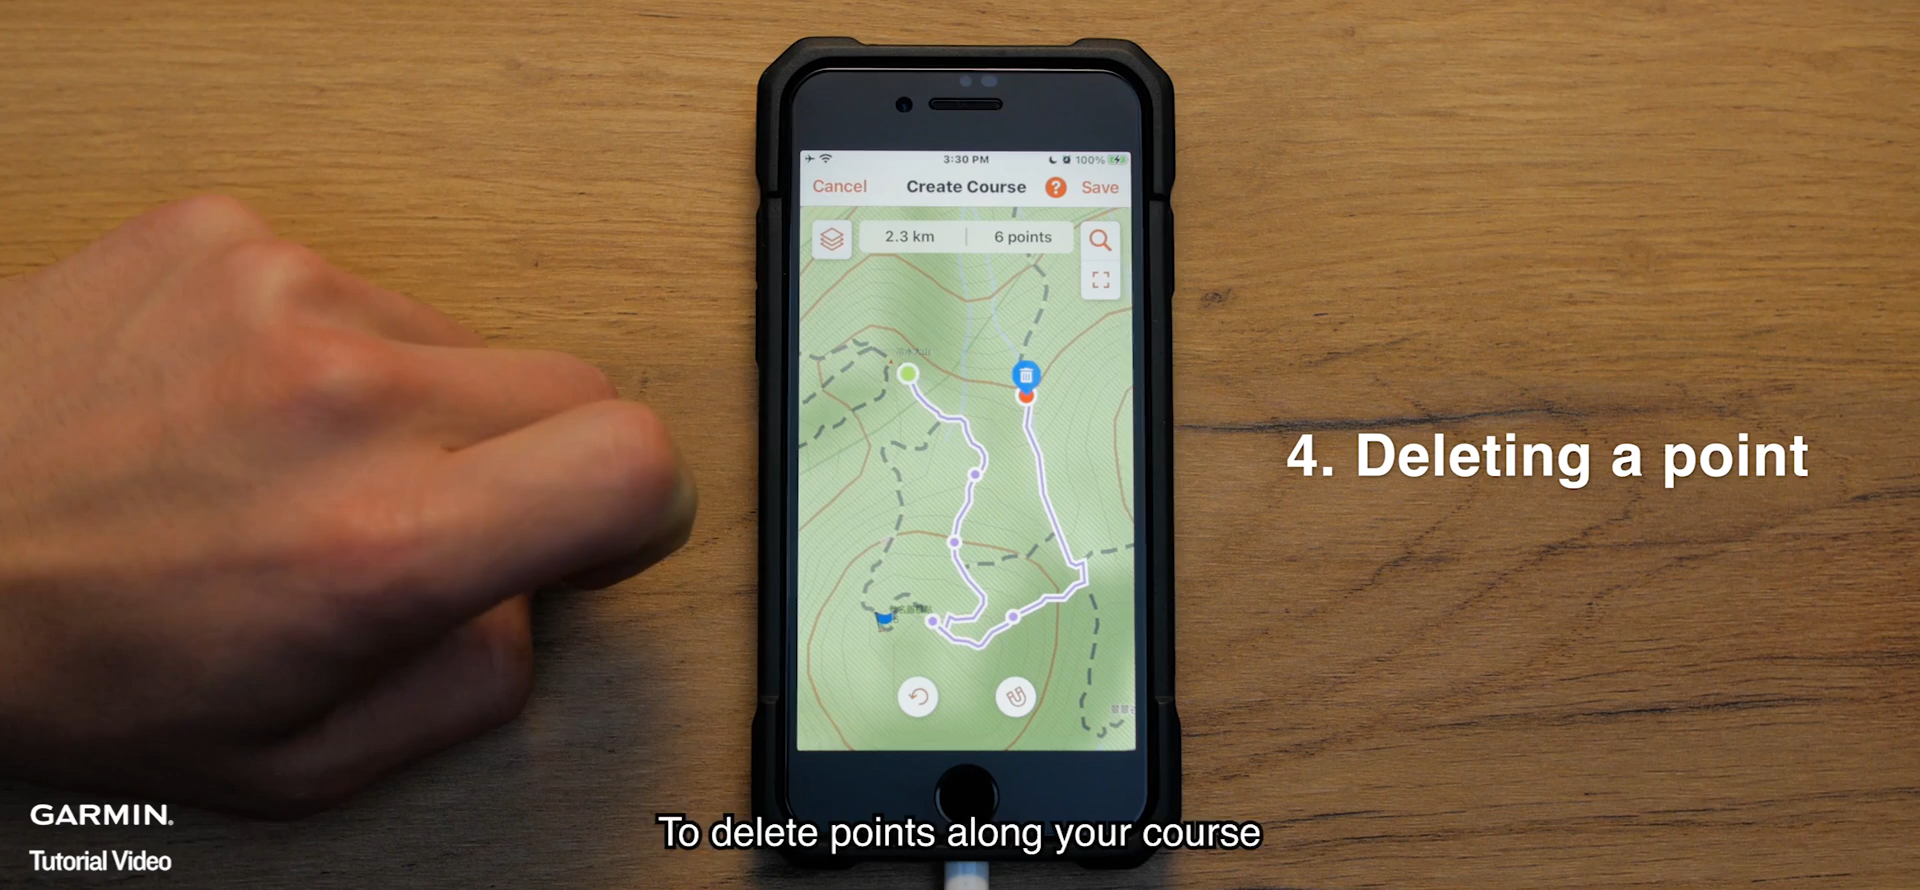 3:30 PM
100%
Cancel
Create Course
?
Save
2.3 km
6 points
4. Deleting a point
GARMIN.
Tutorial Video
To delete points along your course